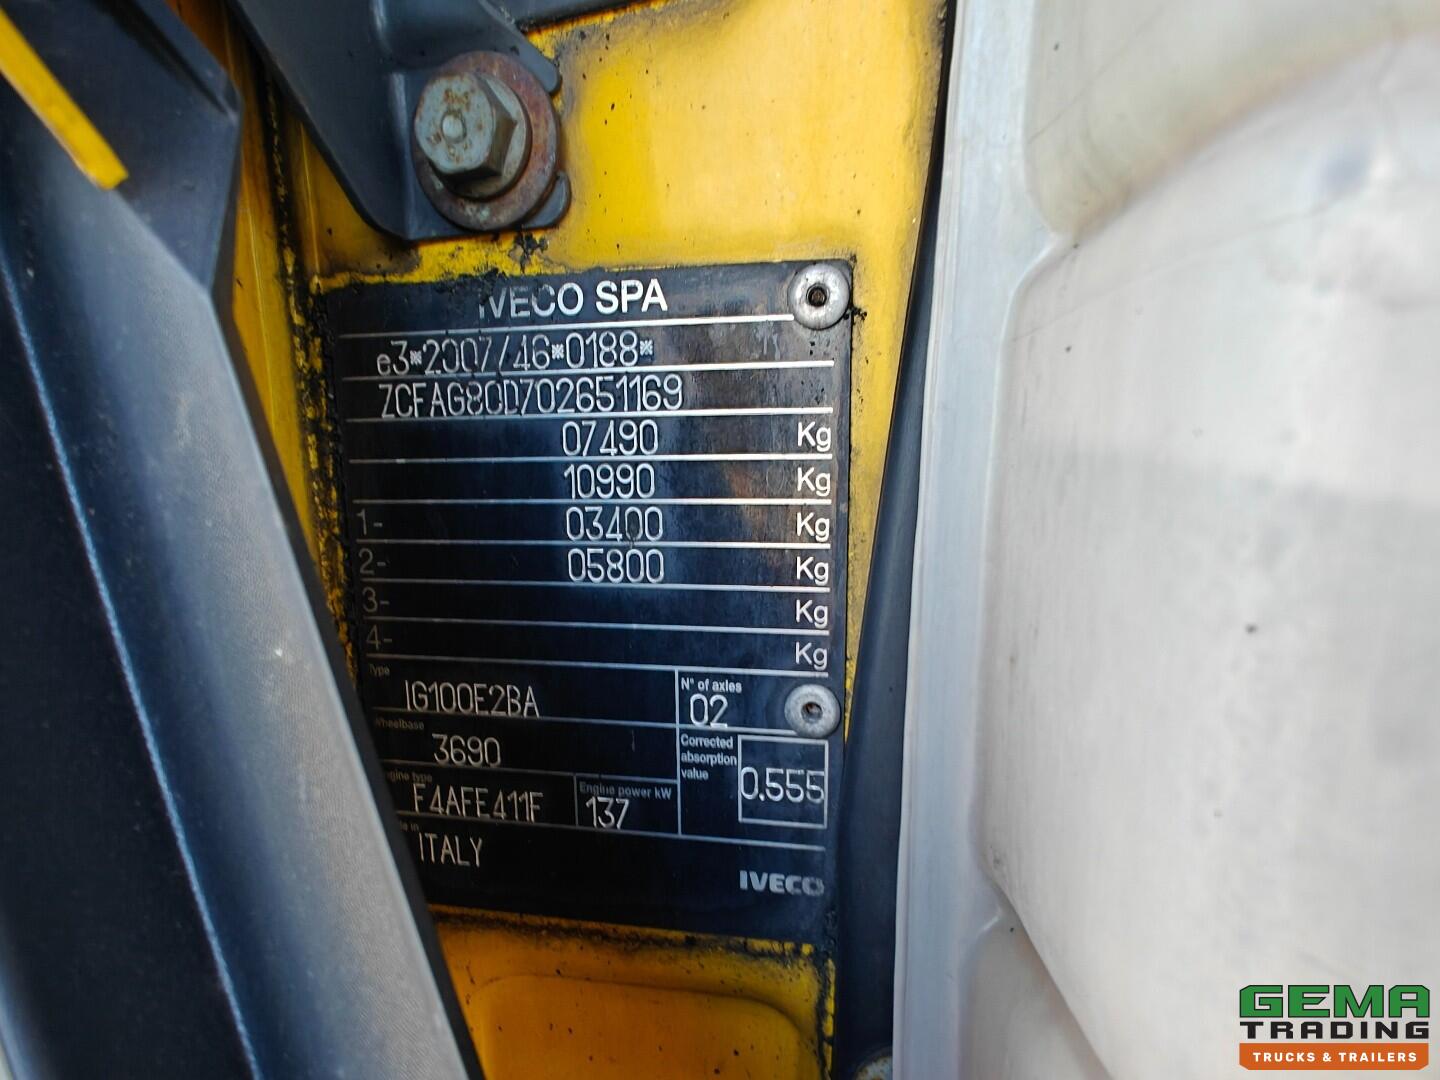 IVECO SPA
e3*2007/46*0188*
ZCFAG80D702651169
07490 Kg
10990 Kg
1- 03400 Kg
2- 05800 Kg
3- Kg
4- Kg
Type
IG100E2BA
N° of axles
02
Wheelbase
3690
Corrected
absorption
value
0.555
Engine type
F4AFE411F
Engine power kW
137
ITALY
IVECO
GEMA
TRADING
TRUCKS & TRAILERS